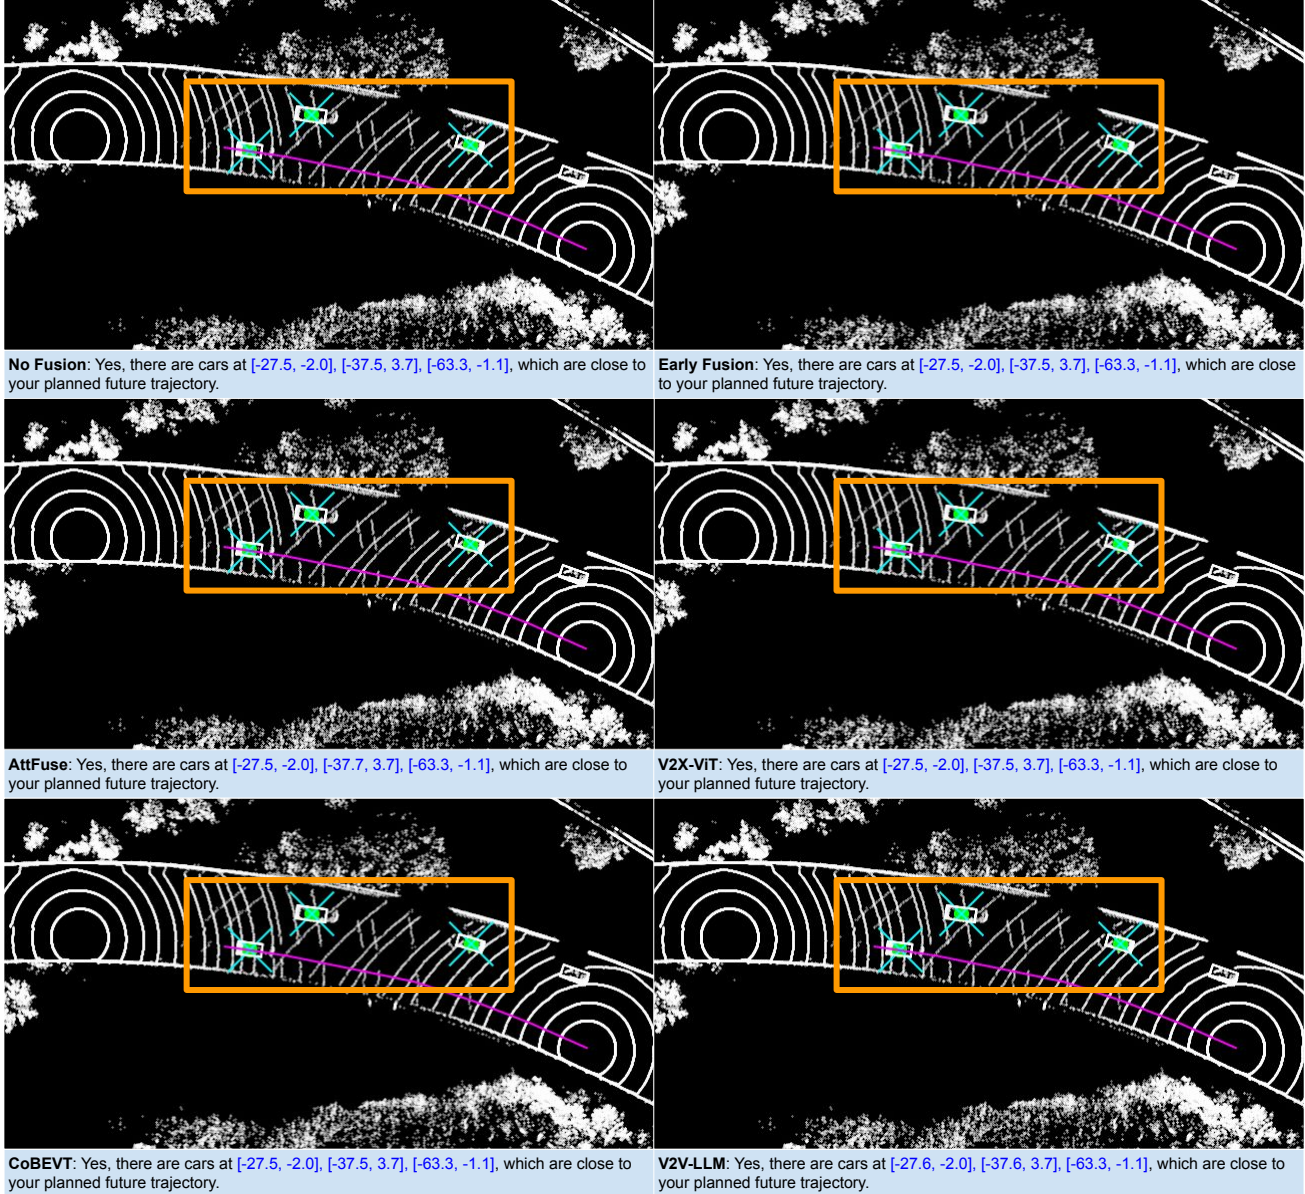 No Fusion: Yes, there are cars at [-27.5, -2.0], [-37.5, 3.7], [-63.3, -1.1], which are close to
your planned future trajectory.
Early Fusion: Yes, there are cars at [-27.5, -2.0], [-37.5, 3.7], [-63.3, -1.1], which are close
to your planned future trajectory.
AttFuse: Yes, there are cars at [-27.5, -2.0], [-37.7, 3.7], [-63.3, -1.1], which are close to
your planned future trajectory.
V2X-ViT: Yes, there are cars at [-27.5, -2.0], [-37.5, 3.7], [-63.3, -1.1], which are close to
your planned future trajectory.
CoBEVT: Yes, there are cars at [-27.5, -2.0], [-37.5, 3.7], [-63.3, -1.1], which are close to
your planned future trajectory.
V2V-LLM: Yes, there are cars at [-27.6, -2.0], [-37.6, 3.7], [-63.3, -1.1], which are close to
your planned future trajectory.